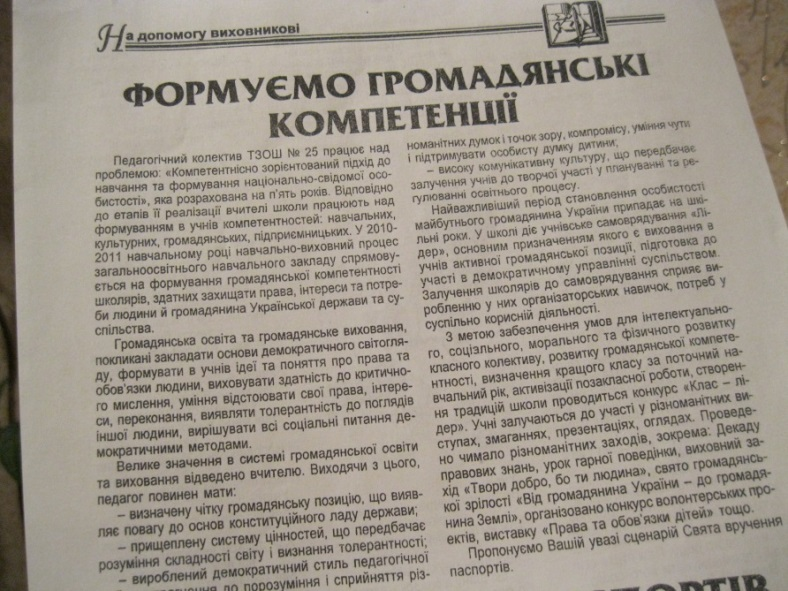 На допомогу виховникові
ФОРМУЄМО ГРОМАДЯНСЬКІ
КОМПЕТЕНЦІЇ
Педагогічний колектив ТЗОШ № 25 працює над
проблемою: «Компетентнісно зорієнтований підхід до
навчання та формування національно-свідомої осо-
бистості», яка розрахована на п'ять років. Відповідно
до етапів її реалізації вчителі школи працюють над
формуванням в учнів компетентностей: навчальних,
культурних, громадянських, підприємницьких. У 2010-
2011 навчальному році навчально-виховний процес
загальноосвітнього навчального закладу спрямову-
ється на формування громадянської компетентності
школярів, здатних захищати права, інтереси та потре-
би людини й громадянина Української держави та су-
спільства.
Громадянська освіта та громадянське виховання,
покликані закладати основи демократичного світогля-
ду, формувати в учнів ідеї та поняття про права та
обов'язки людини, виховувати здатність до критично-
го мислення, уміння відстоювати свої права, інтере-
си, переконання, виявляти толерантність до поглядів
іншої людини, вирішувати всі соціальні питання де-
мократичними методами.
Велике значення в системі громадянської освіти
та виховання відведено вчителю. Виходячи з цього,
педагог повинен мати:
– визначену чітку громадянську позицію, що вияв-
ляє повагу до основ конституційного ладу держави;
– прищеплену систему цінностей, що передбачає
розуміння складності світу і визнання толерантності;
– вироблений демократичний стиль педагогічної
до порозуміння і сприйняття різ-
номанітних думок і точок зору, компромісу, уміння чути
і підтримувати особисту думку дитини;
– високу комунікативну культуру, що передбачає
залучення учнів до творчої участі у плануванні та ре-
гулюванні освітнього процесу.
Найважливіший період становлення особистості
майбутнього громадянина України припадає на шкі-
льні роки. У школі діє учнівське самоврядування «Лі-
дер», основним призначенням якого є виховання в
учнів активної громадянської позиції, підготовка до
участі в демократичному управлінні суспільством.
Залучення школярів до самоврядування сприяє ви-
робленню у них організаторських навичок, потреб у
суспільно корисній діяльності.
З метою забезпечення умов для інтелектуально-
го, соціального, морального та фізичного розвитку
класного колективу, розвитку громадянської компете-
нтності, визначення кращого класу за поточний на-
вчальний рік, активізації позакласної роботи, створен-
ня традицій школи проводиться конкурс «Клас – лі-
дер». Учні залучаються до участі у різноманітних ви-
ступах, змаганнях, презентаціях, оглядах. Проведе-
но чимало різноманітних заходів, зокрема: Декаду
правових знань, урок гарної поведінки, виховний за-
хід «Твори добро, бо ти людина», свято громадянсь-
кої зрілості «Від громадянина України – до громадя-
нина Землі», організовано конкурс волонтерських про-
ектів, виставку «Права та обов'язки дітей» тощо.
Пропонуємо Вашій увазі сценарій Свята вручення
паспортів.